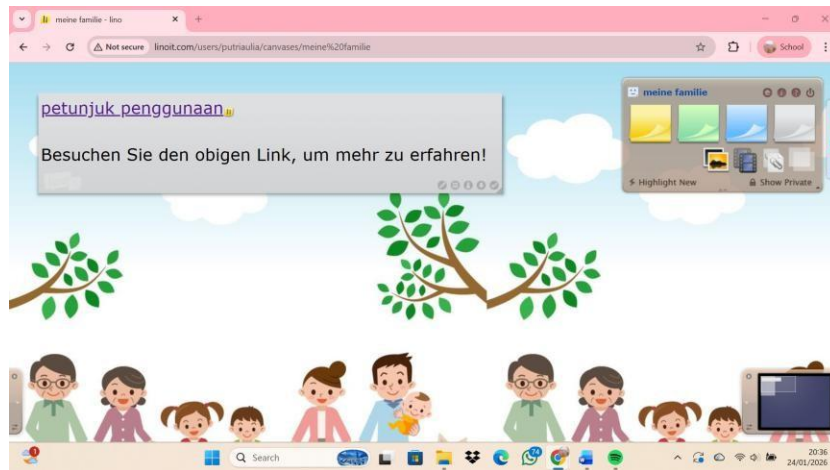 meine familie - lino
Not secure
linoit.com/users/putriaulia/canvases/meine%20familie
School
petunjuk penggunaan
Besuchen Sie den obigen Link, um mehr zu erfahren!
meine familie
Highlight New
Show Private
Search
20:36
24/01/2026